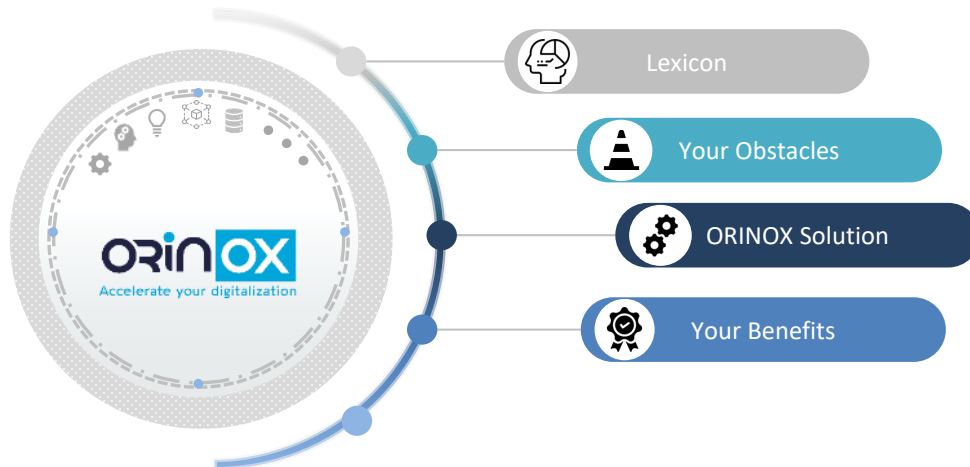 Lexicon
Your Obstacles
ORINOX
ORINOX Solution
Accelerate your digitalization
Your Benefits